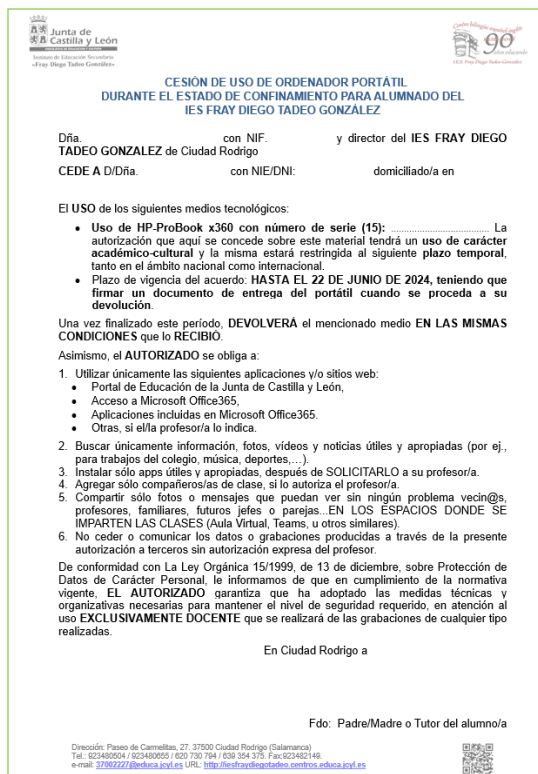 Junta de
Castilla y León
Instituto de Educación Secundaria
«Fray Diego Tadeo González»
Centro bilingüe español inglés
90
años educando
I.E.S. Fray Diego Tadeo González
CESIÓN DE USO DE ORDENADOR PORTÁTIL
DURANTE EL ESTADO DE CONFINAMIENTO PARA ALUMNADO DEL
IES FRAY DIEGO TADEO GONZÁLEZ
Dña. con NIF. y director del IES FRAY DIEGO
TADEO GONZALEZ de Ciudad Rodrigo
CEDE A D/Dña. con NIE/DNI: domiciliado/a en
El USO de los siguientes medios tecnológicos:
• Uso de HP-ProBook x360 con número de serie (15): .................................. La
autorización que aquí se concede sobre este material tendrá un uso de carácter
académico-cultural y la misma estará restringida al siguiente plazo temporal,
tanto en el ámbito nacional como internacional.
• Plazo de vigencia del acuerdo: HASTA EL 22 DE JUNIO DE 2024, teniendo que
firmar un documento de entrega del portátil cuando se proceda a su
devolución.
Una vez finalizado este período, DEVOLVERÁ el mencionado medio EN LAS MISMAS
CONDICIONES que lo RECIBIÓ.
Asimismo, el AUTORIZADO se obliga a:
1. Utilizar únicamente las siguientes aplicaciones y/o sitios web:
• Portal de Educación de la Junta de Castilla y León,
• Acceso a Microsoft Office365,
• Aplicaciones incluidas en Microsoft Office365.
• Otras, si el/la profesor/a lo indica.
2. Buscar únicamente información, fotos, vídeos y noticias útiles y apropiadas (por ej.,
para trabajos del colegio, música, deportes,…).
3. Instalar sólo apps útiles y apropiadas, después de SOLICITARLO a su profesor/a.
4. Agregar sólo compañeros/as de clase, si lo autoriza el profesor/a.
5. Compartir sólo fotos o mensajes que puedan ver sin ningún problema vecin@s,
profesores, familiares, futuros jefes o parejas...EN LOS ESPACIOS DONDE SE
IMPARTEN LAS CLASES (Aula Virtual, Teams, u otros similares).
6. No ceder o comunicar los datos o grabaciones producidas a través de la presente
autorización a terceros sin autorización expresa del profesor.
De conformidad con La Ley Orgánica 15/1999, de 13 de diciembre, sobre Protección de
Datos de Carácter Personal, le informamos de que en cumplimiento de la normativa
vigente, EL AUTORIZADO garantiza que ha adoptado las medidas técnicas y
organizativas necesarias para mantener el nivel de seguridad requerido, en atención al
uso EXCLUSIVAMENTE DOCENTE que se realizará de las grabaciones de cualquier tipo
realizadas.
En Ciudad Rodrigo a
Fdo: Padre/Madre o Tutor del alumno/a
Dirección: Paseo de Carmelitas, 27. 37500 Ciudad Rodrigo (Salamanca)
Tel.: 923480504 / 923480655 / 620 730 794 / 639 354 375. Fax:923482149.
e-mail: 37002227@educa.jcyl.es URL: http://iesfraydiegotadeo.centros.educa.jcyl.es